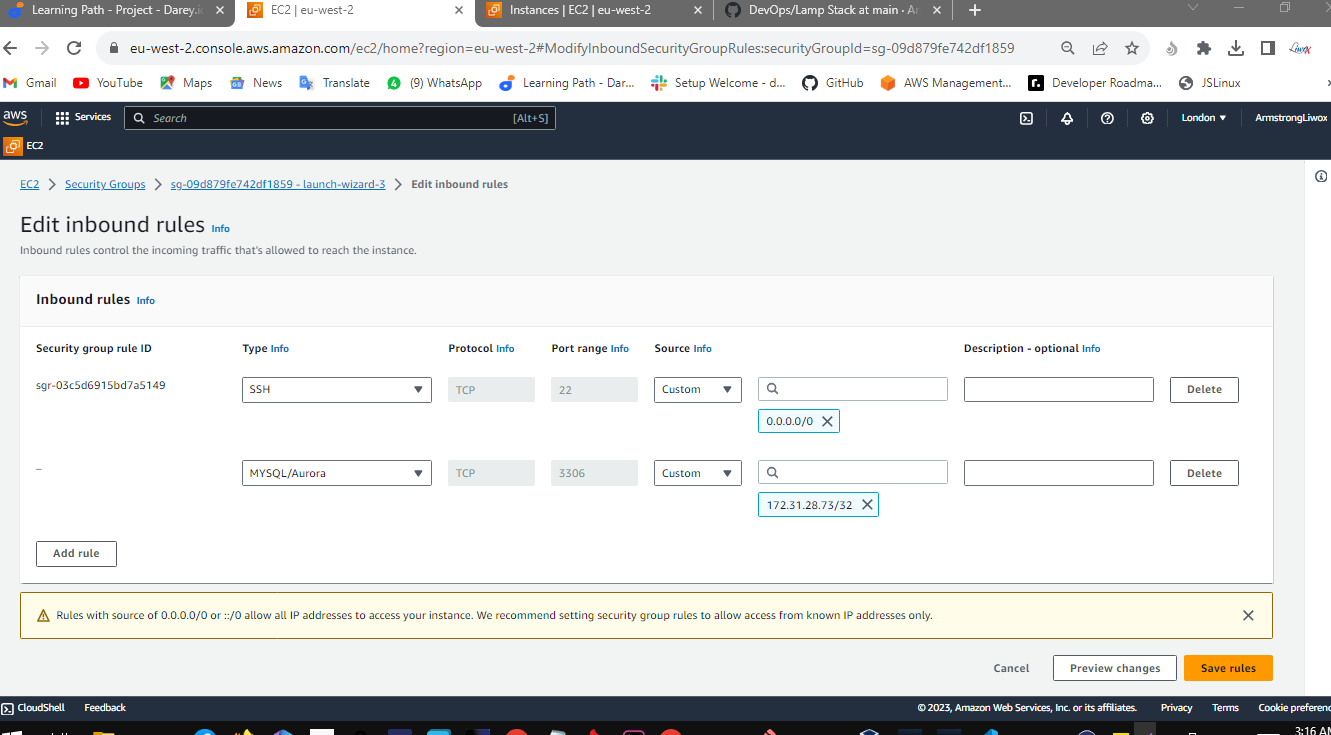 Learning Path - Project - Darey.i
EC2 | eu-west-2
Instances | EC2 | eu-west-2
DevOps/Lamp Stack at main · Ar
eu-west-2.console.aws.amazon.com/ec2/home?region=eu-west-2#ModifyInboundSecurityGroupRules:securityGroupId=sg-09d879fe742df1859
Gmail YouTube Maps News Translate (9) WhatsApp Learning Path - Dar... Setup Welcome - d... GitHub AWS Management... Developer Roadma... JSLinux
aws Services Search [Alt+S] London ArmstrongLiwox
EC2
EC2 Security Groups sg-09d879fe742df1859 - launch-wizard-3 Edit inbound rules
Edit inbound rules Info
Inbound rules control the incoming traffic that's allowed to reach the instance.
Inbound rules Info
Security group rule ID Type Info Protocol Info Port range Info Source Info Description - optional Info
sgr-03c5d6915bd7a5149 SSH TCP 22 Custom Delete
0.0.0.0/0
– MYSQL/Aurora TCP 3306 Custom Delete
172.31.28.73/32
Add rule
Rules with source of 0.0.0.0/0 or ::/0 allow all IP addresses to access your instance. We recommend setting security group rules to allow access from known IP addresses only.
Cancel Preview changes Save rules
CloudShell Feedback © 2023, Amazon Web Services, Inc. or its affiliates. Privacy Terms Cookie preferenc
3:16 AM